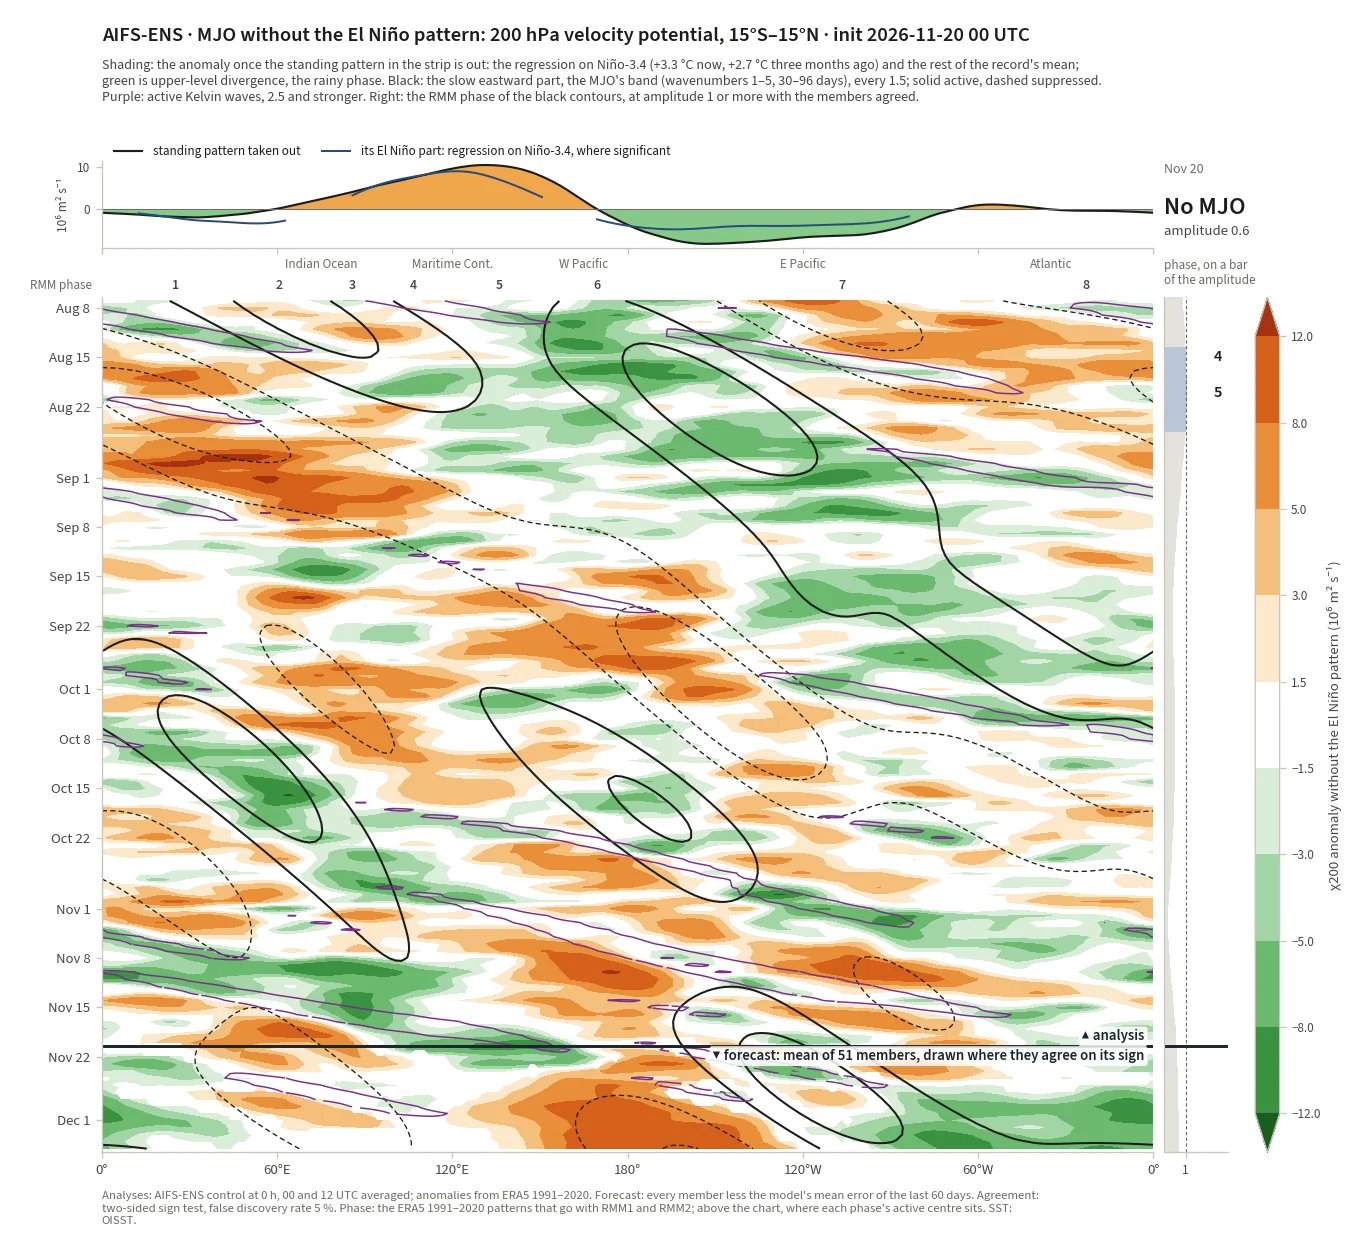 AIFS-ENS · MJO without the El Niño pattern: 200 hPa velocity potential, 15°S–15°N · init 2026-11-20 00 UTC
Shading: the anomaly once the standing pattern in the strip is out: the regression on Niño-3.4 (+3.3 °C now, +2.7 °C three months ago) and the rest of the record's mean;
green is upper-level divergence, the rainy phase. Black: the slow eastward part, the MJO's band (wavenumbers 1–5, 30–96 days), every 1.5; solid active, dashed suppressed.
Purple: active Kelvin waves, 2.5 and stronger. Right: the RMM phase of the black contours, at amplitude 1 or more with the members agreed.
standing pattern taken out
its El Niño part: regression on Niño-3.4, where significant
10
0
10⁶ m² s⁻¹
Nov 20
No MJO
amplitude 0.6
Indian Ocean
Maritime Cont.
W Pacific
E Pacific
Atlantic
phase, on a bar
of the amplitude
RMM phase
1
2
3
4
5
6
7
8
Aug 8
Aug 15
Aug 22
Sep 1
Sep 8
Sep 15
Sep 22
Oct 1
Oct 8
Oct 15
Oct 22
Nov 1
Nov 8
Nov 15
Nov 22
Dec 1
4
5
▲ analysis
▼ forecast: mean of 51 members, drawn where they agree on its sign
12.0
8.0
5.0
3.0
1.5
−1.5
−3.0
−5.0
−8.0
−12.0
χ200 anomaly without the El Niño pattern (10⁶ m² s⁻¹)
0°
60°E
120°E
180°
120°W
60°W
0°
1
Analyses: AIFS-ENS control at 0 h, 00 and 12 UTC averaged; anomalies from ERA5 1991–2020. Forecast: every member less the model's mean error of the last 60 days. Agreement:
two-sided sign test, false discovery rate 5 %. Phase: the ERA5 1991–2020 patterns that go with RMM1 and RMM2; above the chart, where each phase's active centre sits. SST:
OISST.